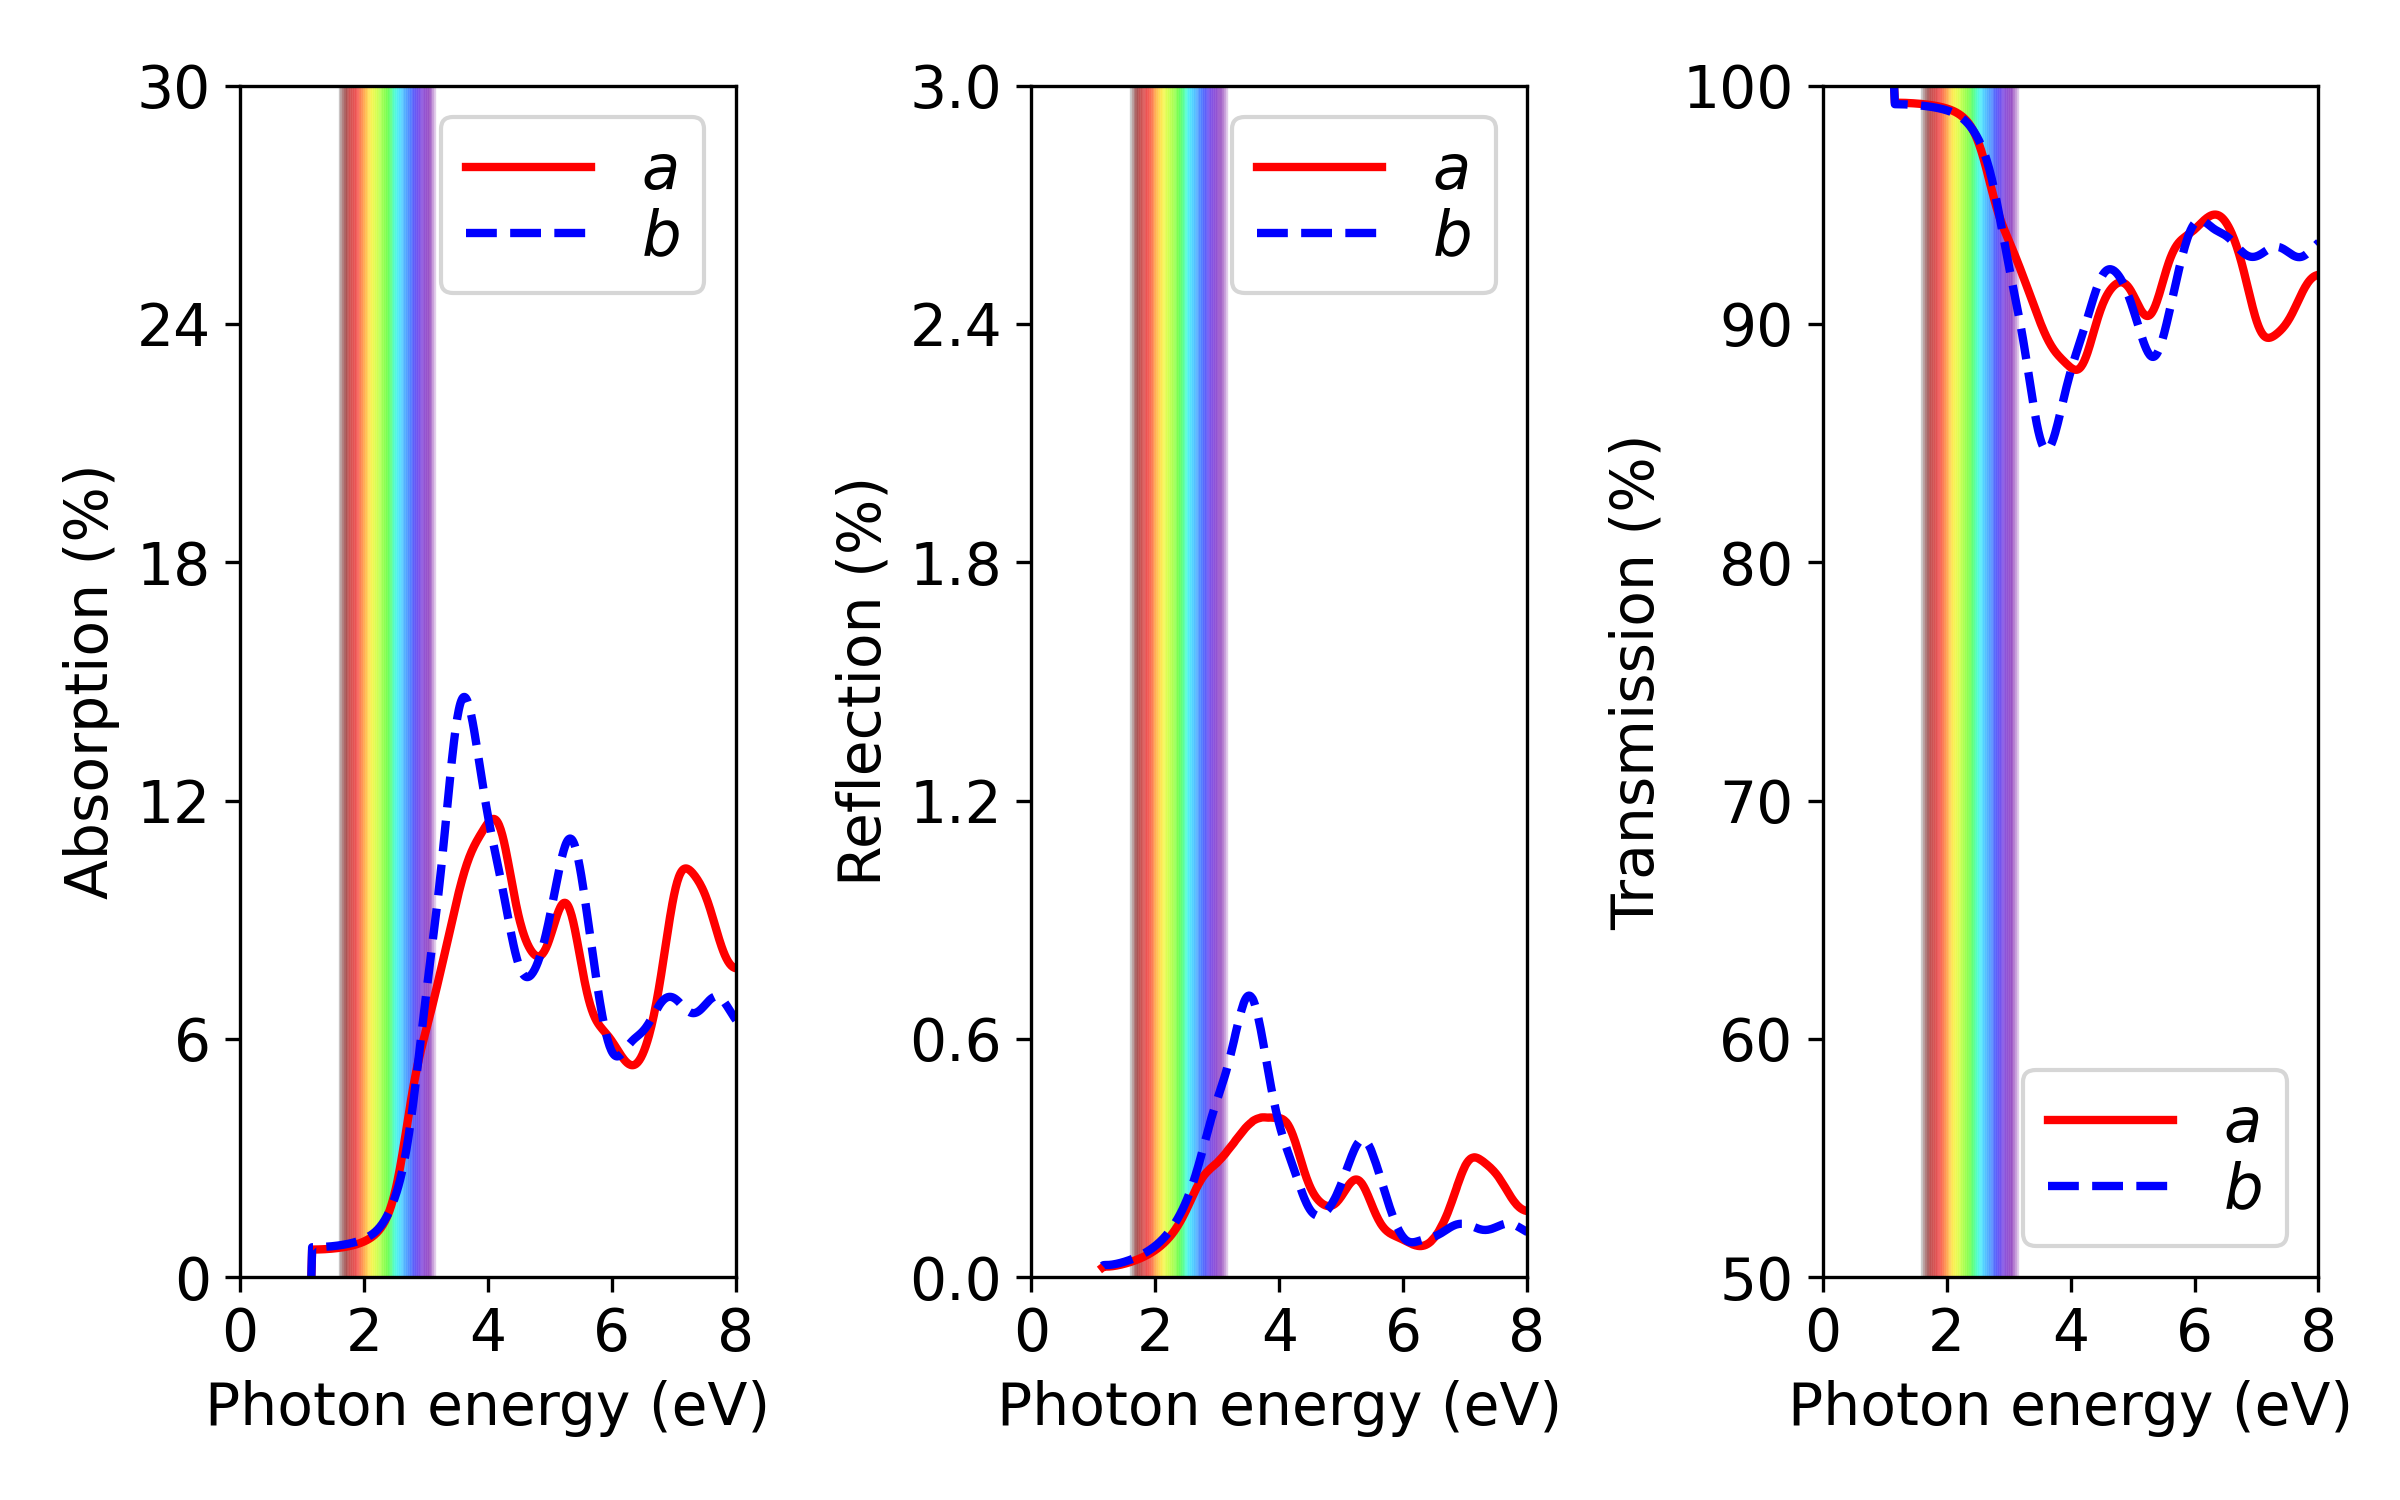 30
24
18
12
6
0
0 2 4 6 8
Absorption (%)
Photon energy (eV)
a
b
3.0
2.4
1.8
1.2
0.6
0.0
0 2 4 6 8
Reflection (%)
Photon energy (eV)
a
b
100
90
80
70
60
50
0 2 4 6 8
Transmission (%)
Photon energy (eV)
a
b